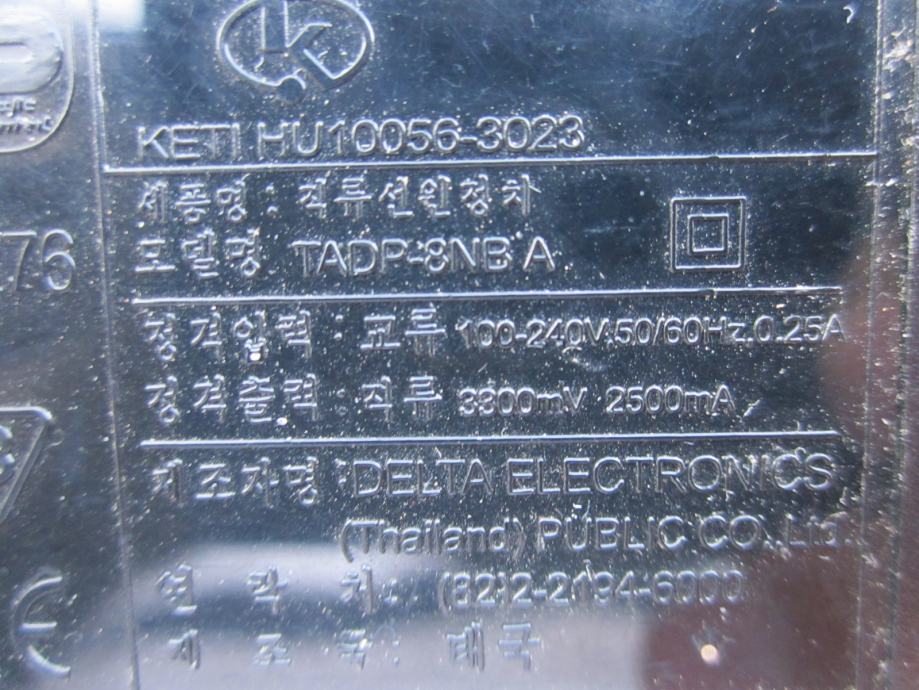 KETI HU10056-3023
제품명 : 직류전원장치
모델명 TADP-8NB A
정격입력 : 교류 100-240V.50/60Hz.0.25A
정격출력 : 직류 3300mV 2500mA
제조자명 : DELTA ELECTRONICS
(Thailand) PUBLIC CO.Ltd.
연락처: (82)2-2194-6000
제조국: 태국
76